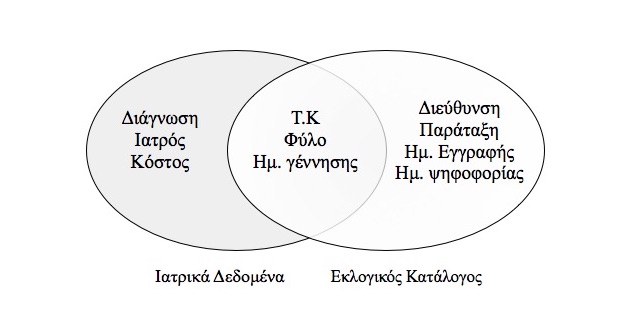 Διάγνωση
Ιατρός
Κόστος
Τ.Κ
Φύλο
Ημ. γέννησης
Διεύθυνση
Παράταξη
Ημ. Εγγραφής
Ημ. ψηφοφορίας
Ιατρικά Δεδομένα
Εκλογικός Κατάλογος